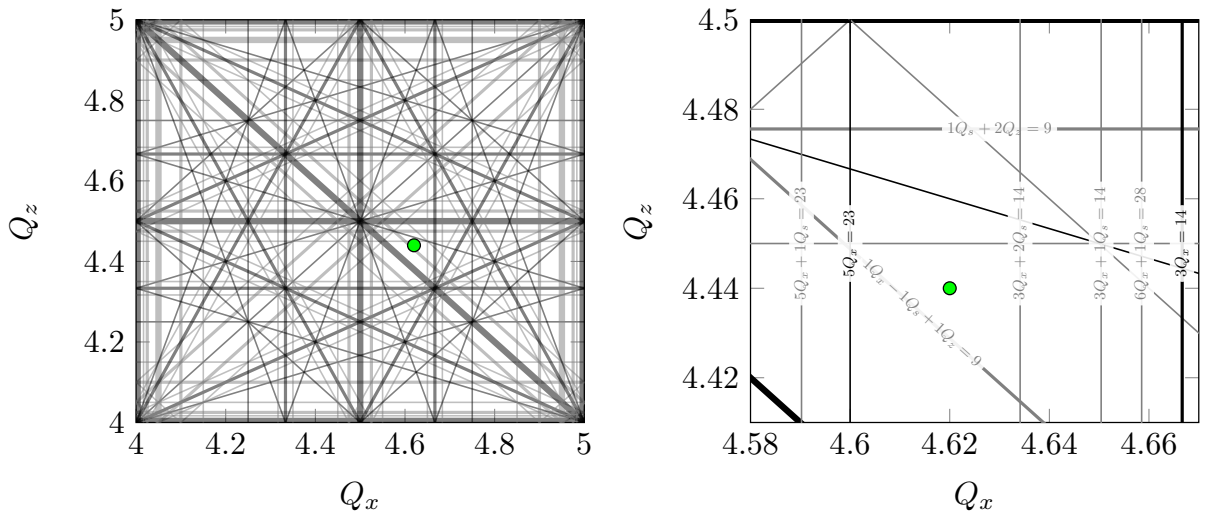 5
4.8
4.6
4.4
4.2
4
4 4.2 4.4 4.6 4.8 5
Q_x
Q_z
4.5
4.48
4.46
4.44
4.42
4.58 4.6 4.62 4.64 4.66
Q_x
Q_z
1Q_s + 2Q_z = 9
5Q_x + 1Q_s = 23
5Q_x = 23
1Q_x − 1Q_s + 1Q_z = 9
3Q_x + 2Q_s = 14
3Q_x + 1Q_s = 14
6Q_x + 1Q_s = 28
3Q_x = 14